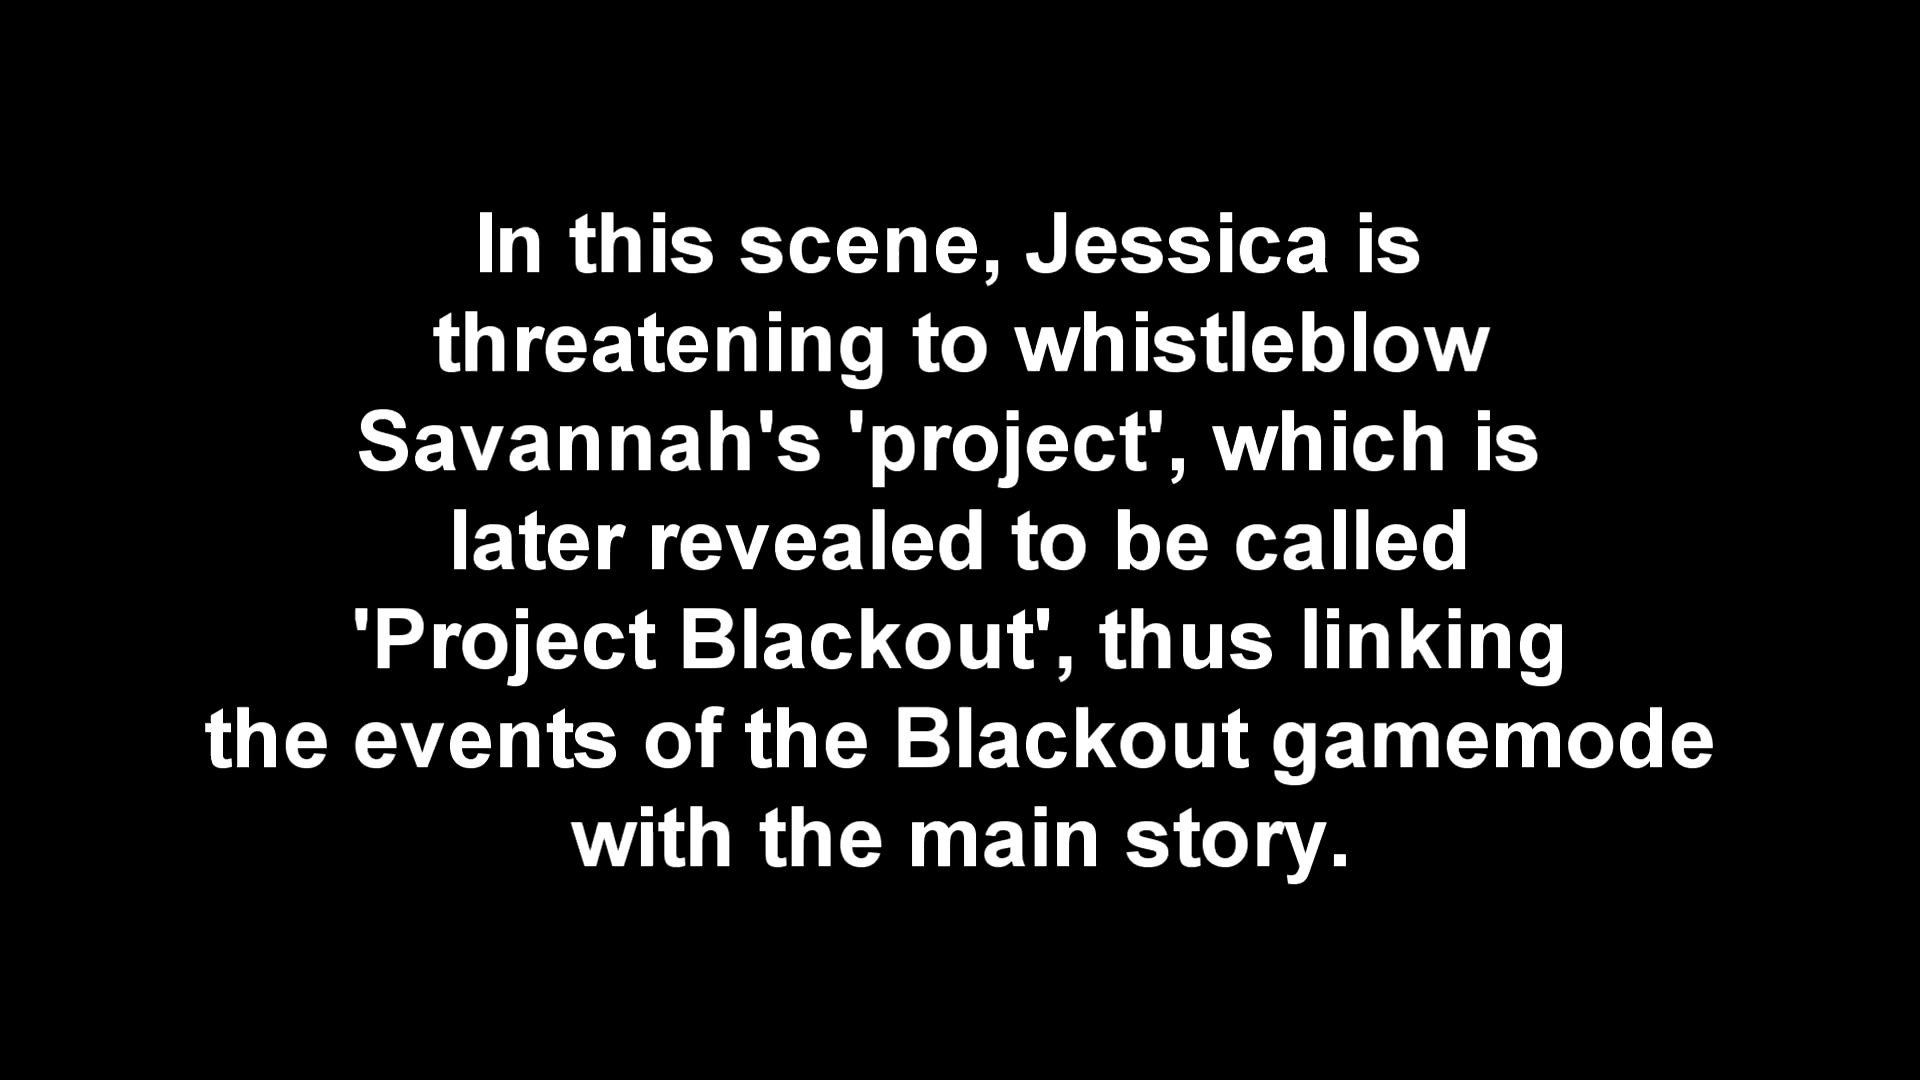 In this scene, Jessica is
threatening to whistleblow
Savannah's 'project', which is
later revealed to be called
'Project Blackout', thus linking
the events of the Blackout gamemode
with the main story.